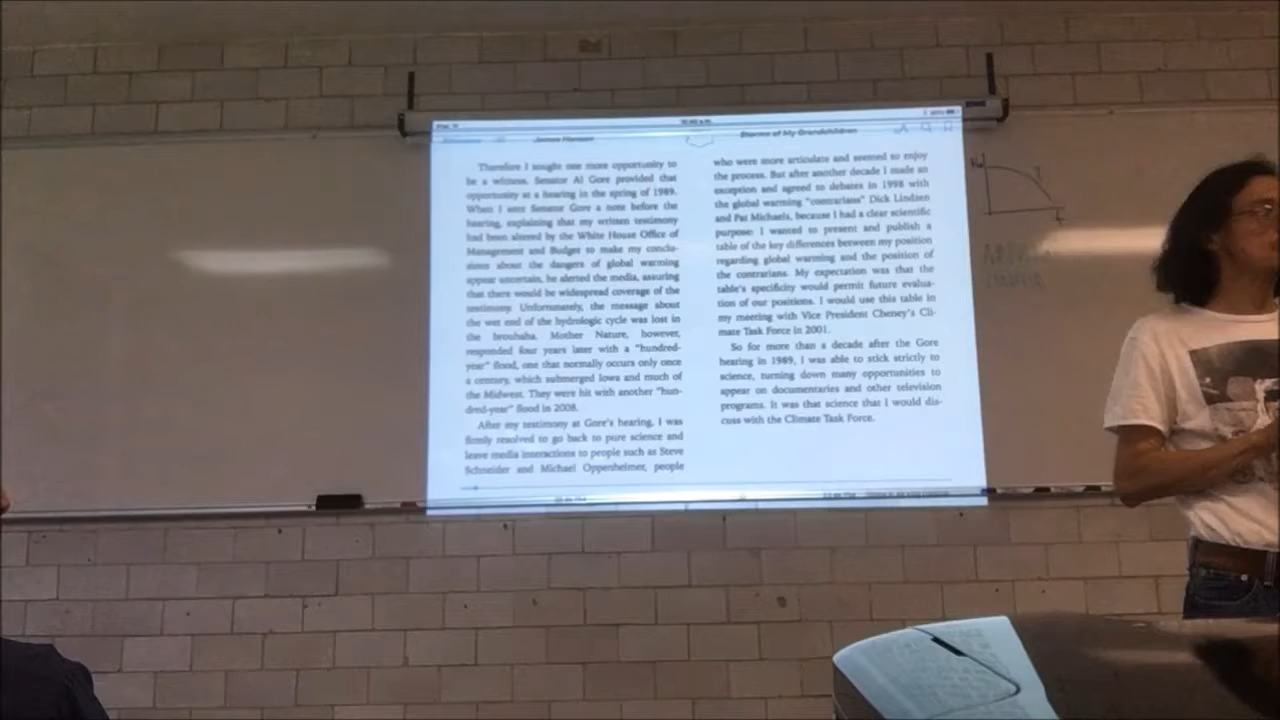 James Hansen
Storms of My Grandchildren
Therefore I sought one more opportunity to
be a witness. Senator Al Gore provided that
opportunity at a hearing in the spring of 1989.
When I sent Senator Gore a note before the
hearing, explaining that my written testimony
had been altered by the White House Office of
Management and Budget to make my conclu-
sions about the dangers of global warming
appear uncertain, he alerted the media, assuring
that there would be widespread coverage of the
testimony. Unfortunately, the message about
the wet end of the hydrologic cycle was lost in
the brouhaha. Mother Nature, however,
responded four years later with a "hundred-
year" flood, one that normally occurs only once
a century, which submerged Iowa and much of
the Midwest. They were hit with another "hun-
dred-year" flood in 2008.
After my testimony at Gore's hearing, I was
firmly resolved to go back to pure science and
leave media interactions to people such as Steve
Schneider and Michael Oppenheimer, people
who were more articulate and seemed to enjoy
the process. But after another decade I made an
exception and agreed to debates in 1998 with
the global warming "contrarians" Dick Lindzen
and Pat Michaels, because I had a clear scientific
purpose: I wanted to present and publish a
table of the key differences between my position
regarding global warming and the position of
the contrarians. My expectation was that the
table's specificity would permit future evalua-
tion of our positions. I would use this table in
my meeting with Vice President Cheney's Cli-
mate Task Force in 2001.
So for more than a decade after the Gore
hearing in 1989, I was able to stick strictly to
science, turning down many opportunities to
appear on documentaries and other television
programs. It was that science that I would dis-
cuss with the Climate Task Force.